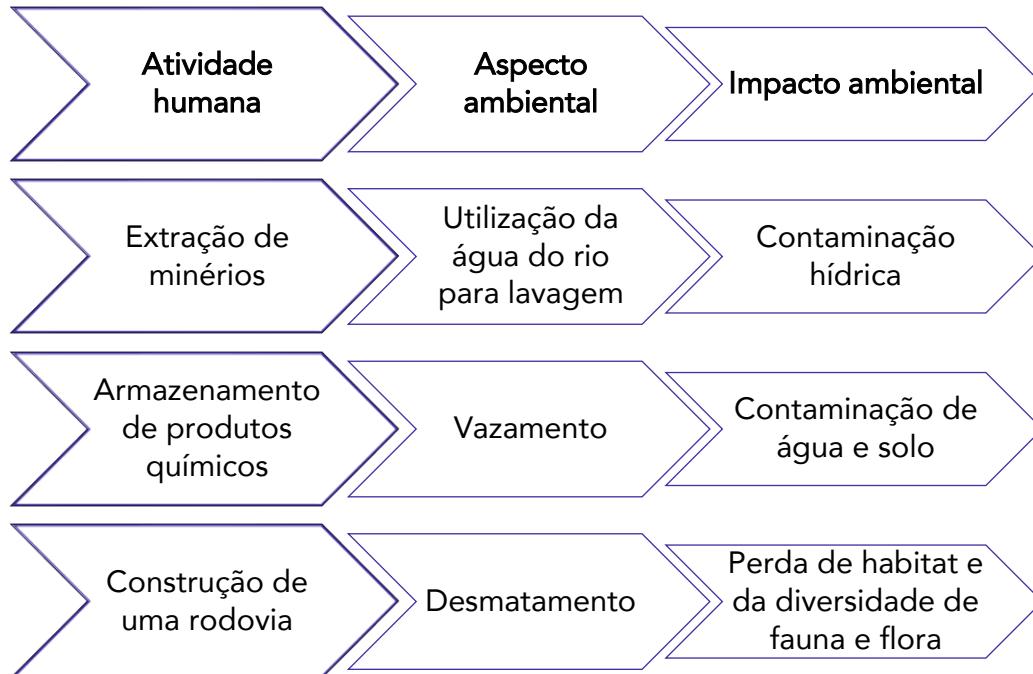 Atividade
humana
Aspecto
ambiental
Impacto ambiental
Extração de
minérios
Utilização da
água do rio
para lavagem
Contaminação
hídrica
Armazenamento
de produtos
químicos
Vazamento
Contaminação de
água e solo
Construção de
uma rodovia
Desmatamento
Perda de habitat e
da diversidade de
fauna e flora